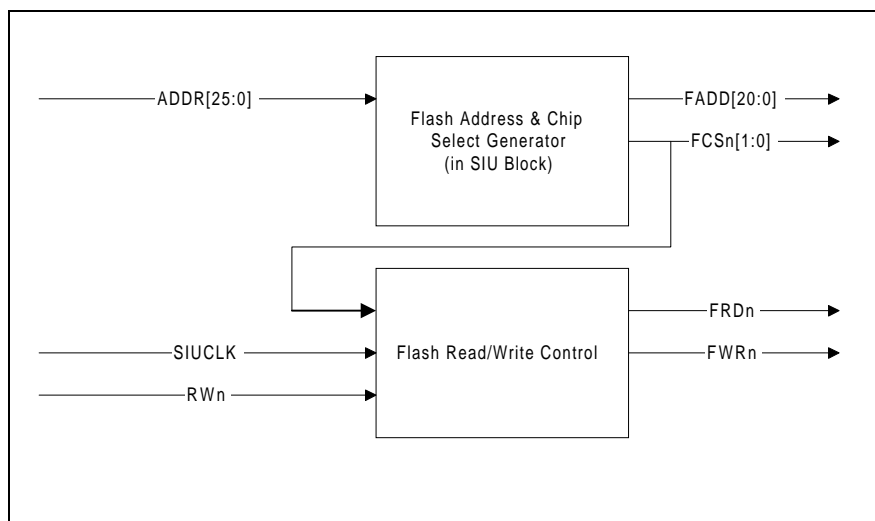 ADDR[25:0]
Flash Address & Chip
Select Generator
(in SIU Block)
FADD[20:0]
FCSn[1:0]
SIUCLK
RWn
Flash Read/Write Control
FRDn
FWRn